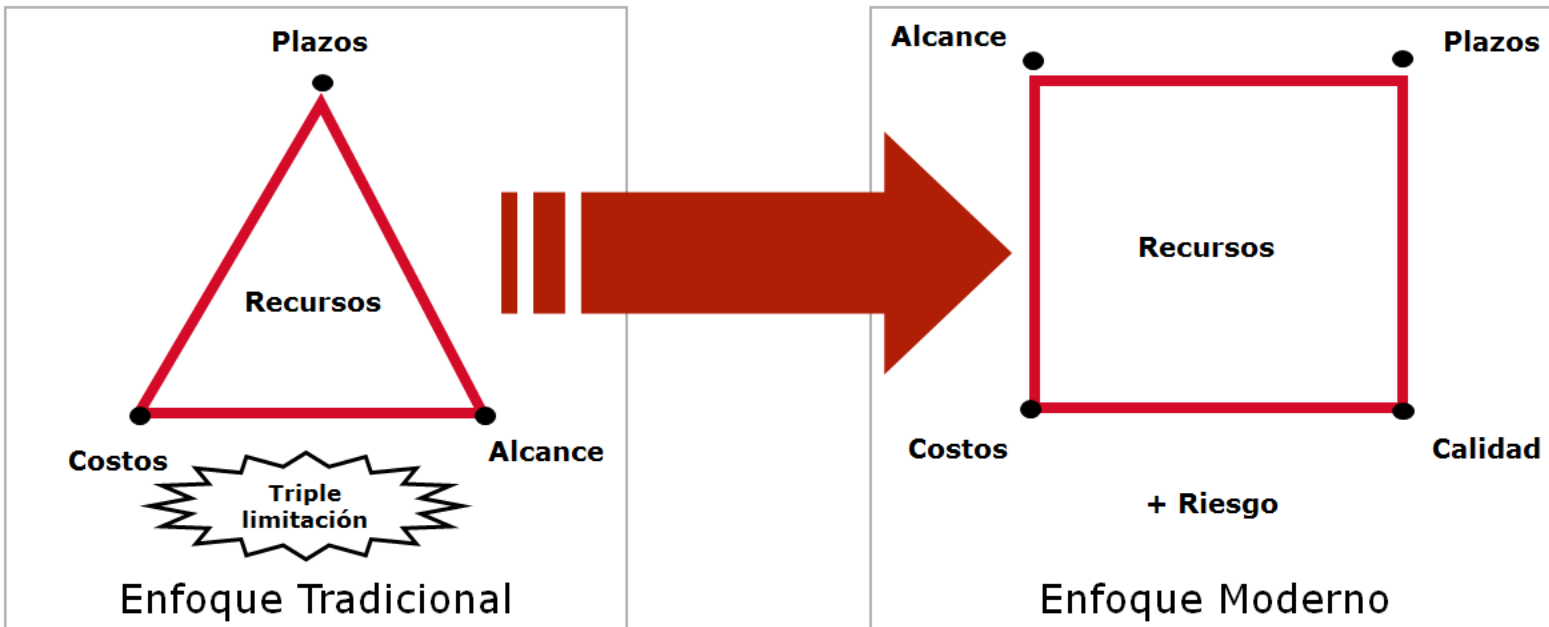 Plazos
Recursos
Costos
Alcance
Triple
limitación
Enfoque Tradicional
Alcance
Plazos
Recursos
Costos
Calidad
+ Riesgo
Enfoque Moderno